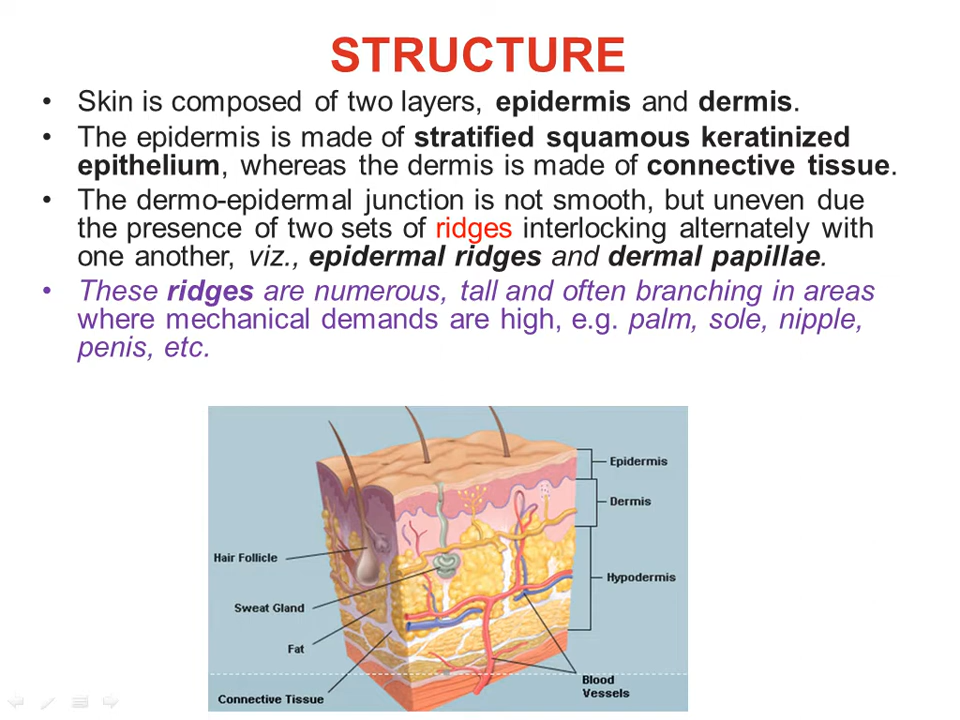 STRUCTURE
• Skin is composed of two layers, epidermis and dermis.
• The epidermis is made of stratified squamous keratinized
epithelium, whereas the dermis is made of connective tissue.
• The dermo-epidermal junction is not smooth, but uneven due
the presence of two sets of ridges interlocking alternately with
one another, viz., epidermal ridges and dermal papillae.
• These ridges are numerous, tall and often branching in areas
where mechanical demands are high, e.g. palm, sole, nipple,
penis, etc.
Epidermis
Dermis
Hair Follicle
Hypodermis
Sweat Gland
Fat
Blood
Vessels
Connective Tissue